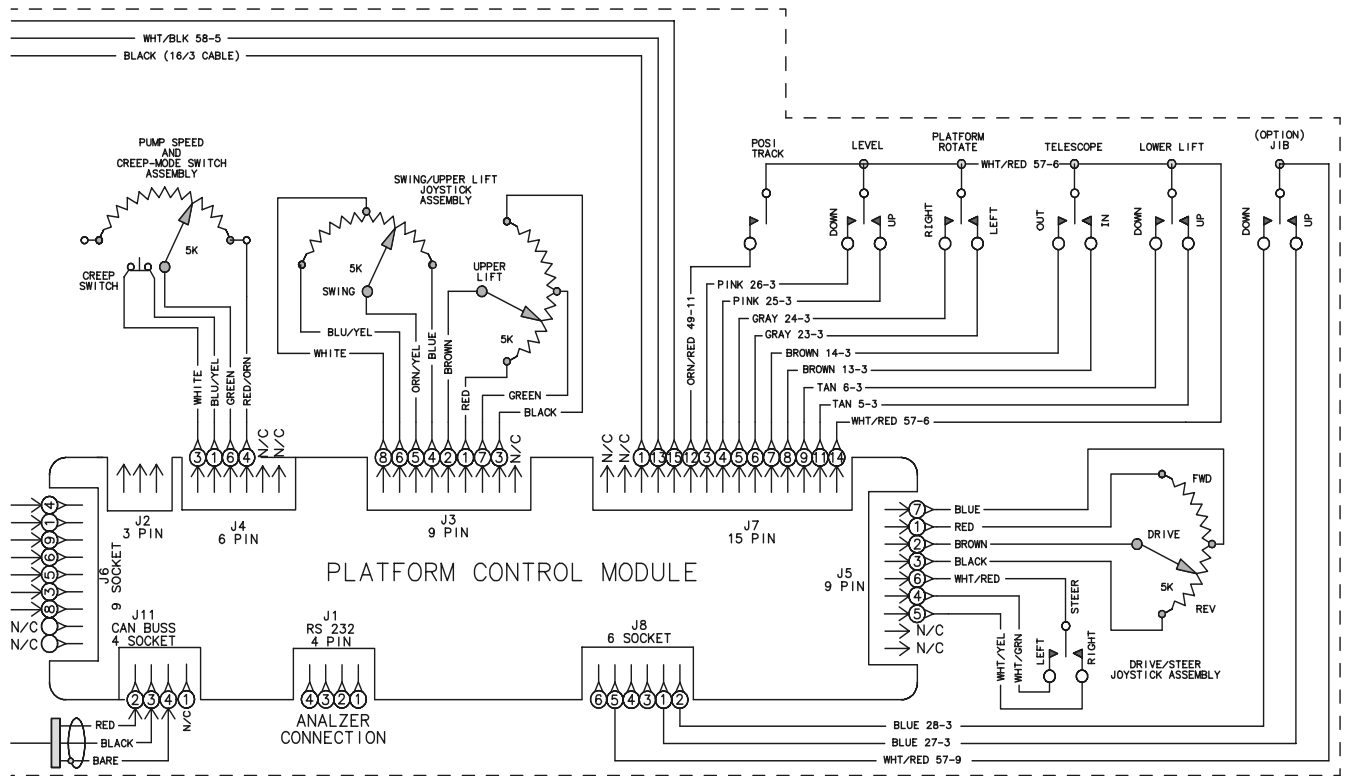 WHT/BLK 58-5
BLACK (16/3 CABLE)
PUMP SPEED
AND
CREEP-MODE SWITCH
ASSEMBLY
5K
CREEP
SWITCH
SWING/UPPER LIFT
JOYSTICK
ASSEMBLY
5K
SWING
UPPER
LIFT
5K
BLU/YEL
WHITE
ORN/YEL
BLUE
BROWN
RED
GREEN
BLACK
WHITE
BLU/YEL
GREEN
RED/ORN
POSI
TRACK
LEVEL
PLATFORM
ROTATE
WHT/RED 57-6
TELESCOPE
LOWER LIFT
(OPTION)
JIB
DOWN
UP
RIGHT
LEFT
OUT
IN
DOWN
UP
DOWN
UP
ORN/RED 49-11
PINK 26-3
PINK 25-3
GRAY 24-3
GRAY 23-3
BROWN 14-3
BROWN 13-3
TAN 6-3
TAN 5-3
WHT/RED 57-6
3 1 6 4 N/C N/C
8 6 5 4 2 1 7 3 N/C
N/C N/C 1 13 15 12 3 4 5 6 7 8 9 11 14
J2
3 PIN
J4
6 PIN
J3
9 PIN
J7
15 PIN
4
1
9
6
5
3
8
N/C
N/C
J6
9 SOCKET
PLATFORM CONTROL MODULE
J5
9 PIN
7 BLUE
1 RED
2 BROWN
3 BLACK
6 WHT/RED
4
5
N/C
N/C
WHT/YEL
WHT/GRN
FWD
DRIVE
5K
REV
STEER
LEFT
RIGHT
DRIVE/STEER
JOYSTICK ASSEMBLY
J11
CAN BUSS
4 SOCKET
2 3 4 1
N/C
RED
BLACK
BARE
J1
RS 232
4 PIN
4 3 2 1
ANALZER
CONNECTION
J8
6 SOCKET
6 5 4 3 1 2
BLUE 28-3
BLUE 27-3
WHT/RED 57-9